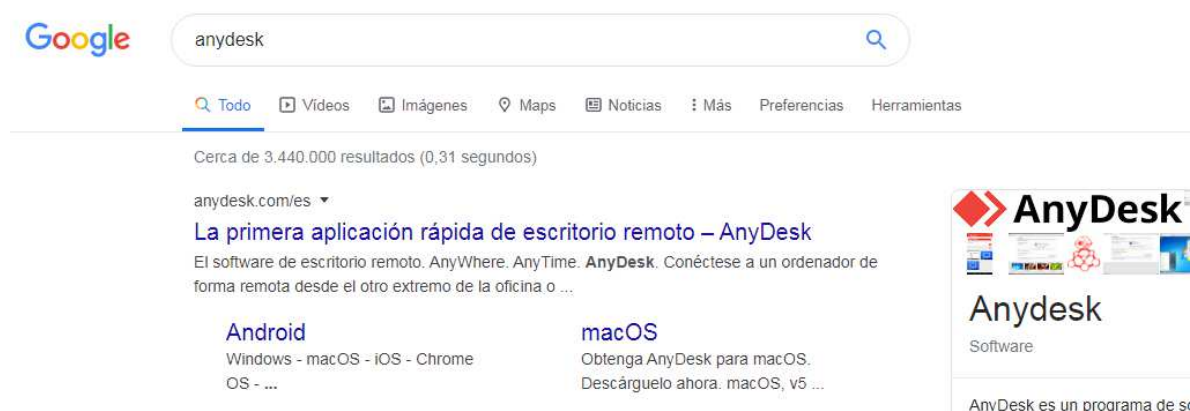 Google
anydesk
Todo Vídeos Imágenes Maps Noticias Más Preferencias Herramientas
Cerca de 3.440.000 resultados (0,31 segundos)
anydesk.com/es
La primera aplicación rápida de escritorio remoto – AnyDesk
El software de escritorio remoto. AnyWhere. AnyTime. AnyDesk. Conéctese a un ordenador de
forma remota desde el otro extremo de la oficina o ...
Android
Windows - macOS - iOS - Chrome
OS - ...
macOS
Obtenga AnyDesk para macOS.
Descárguelo ahora. macOS, v5 ...
AnyDesk
Anydesk
Software
AnyDesk es un programa de